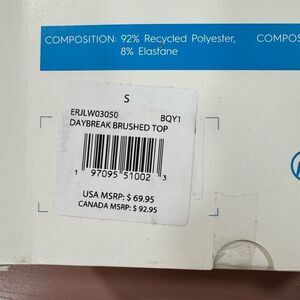 COMPOSITION: 92% Recycled Polyester,
8% Elastane
COMPOS
S
ERJLW03050 BQY1
DAYBREAK BRUSHED TOP
1 97095 51002 3
USA MSRP: $ 69.95
CANADA MSRP: $ 92.95